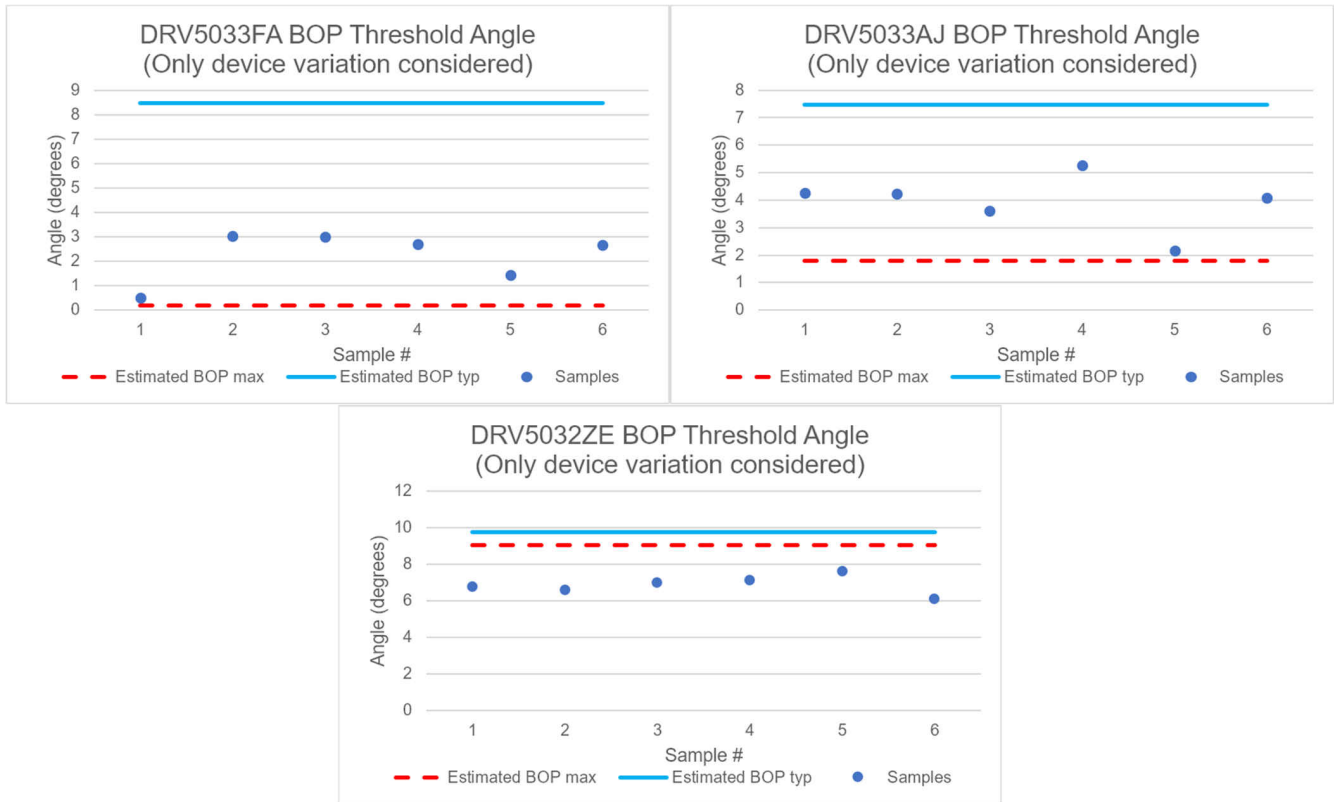 DRV5033FA BOP Threshold Angle
(Only device variation considered)
Angle (degrees)
9
8
7
6
5
4
3
2
1
0
1 2 3 4 5 6
Sample #
Estimated BOP max Estimated BOP typ Samples
DRV5033AJ BOP Threshold Angle
(Only device variation considered)
Angle (degrees)
8
7
6
5
4
3
2
1
0
1 2 3 4 5 6
Sample #
Estimated BOP max Estimated BOP typ Samples
DRV5032ZE BOP Threshold Angle
(Only device variation considered)
Angle (degrees)
12
10
8
6
4
2
0
1 2 3 4 5 6
Sample #
Estimated BOP max Estimated BOP typ Samples